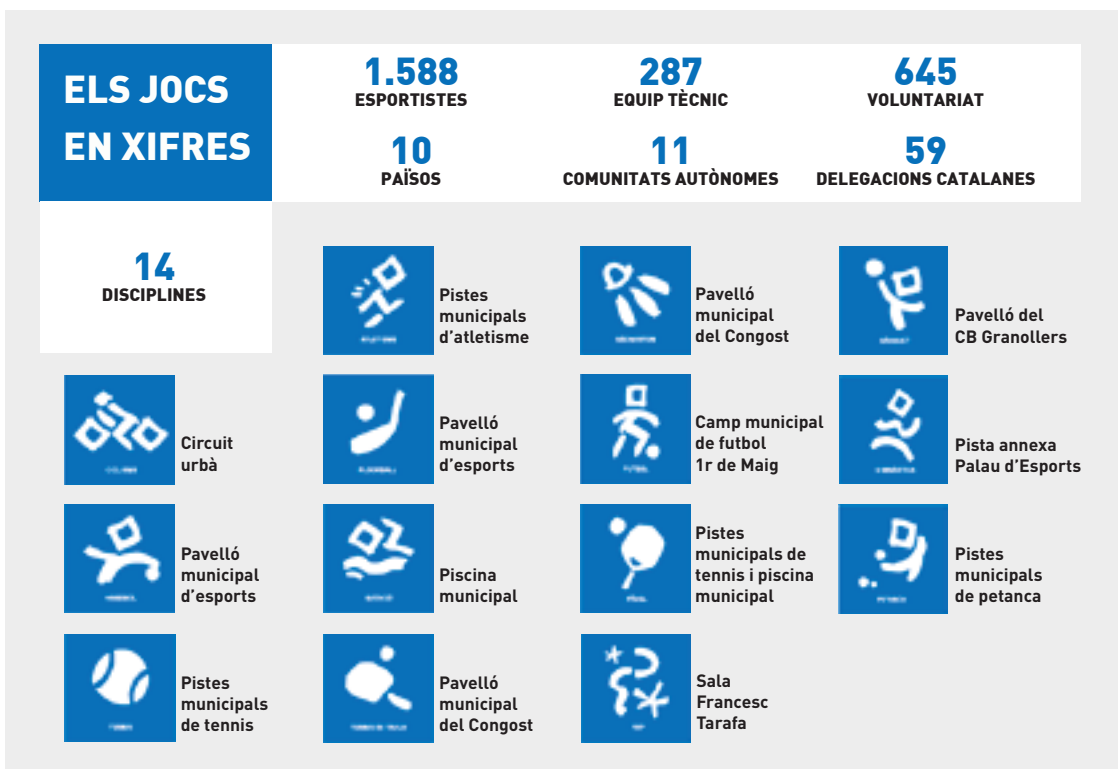 ELS JOCS
EN XIFRES
1.588
ESPORTISTES
287
EQUIP TÈCNIC
645
VOLUNTARIAT
10
PAÏSOS
11
COMUNITATS AUTÒNOMES
59
DELEGACIONS CATALANES
14
DISCIPLINES
Pistes
municipals
d'atletisme
Pavelló
municipal
del Congost
Pavelló del
CB Granollers
Circuit
urbà
Pavelló
municipal
d'esports
Camp municipal
de futbol
1r de Maig
Pista annexa
Palau d'Esports
Pavelló
municipal
d'esports
Piscina
municipal
Pistes
municipals de
tennis i piscina
municipal
Pistes
municipals
de petanca
Pistes
municipals
de tennis
Pavelló
municipal
del Congost
Sala
Francesc
Tarafa